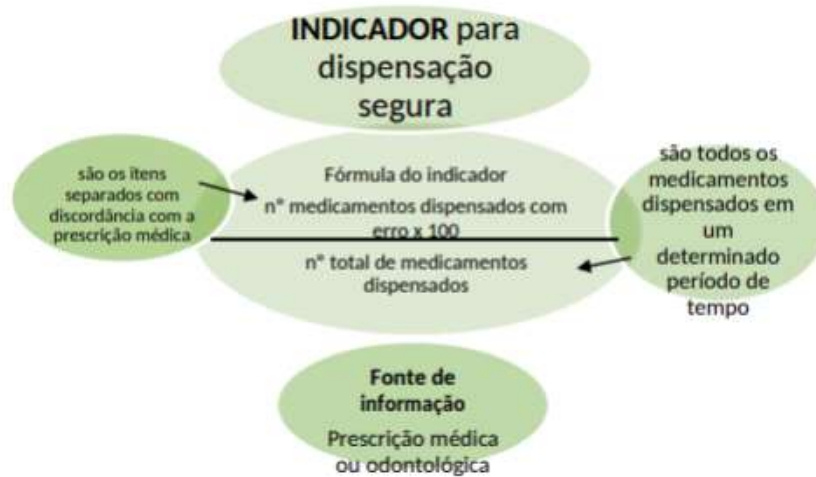 INDICADOR para
dispensação
segura
são os itens
separados com
discordância com a
prescrição médica
Fórmula do indicador
nº medicamentos dispensados com
erro x 100
nº total de medicamentos
dispensados
são todos os
medicamentos
dispensados em
um
determinado
período de
tempo
Fonte de
informação
Prescrição médica
ou odontológica